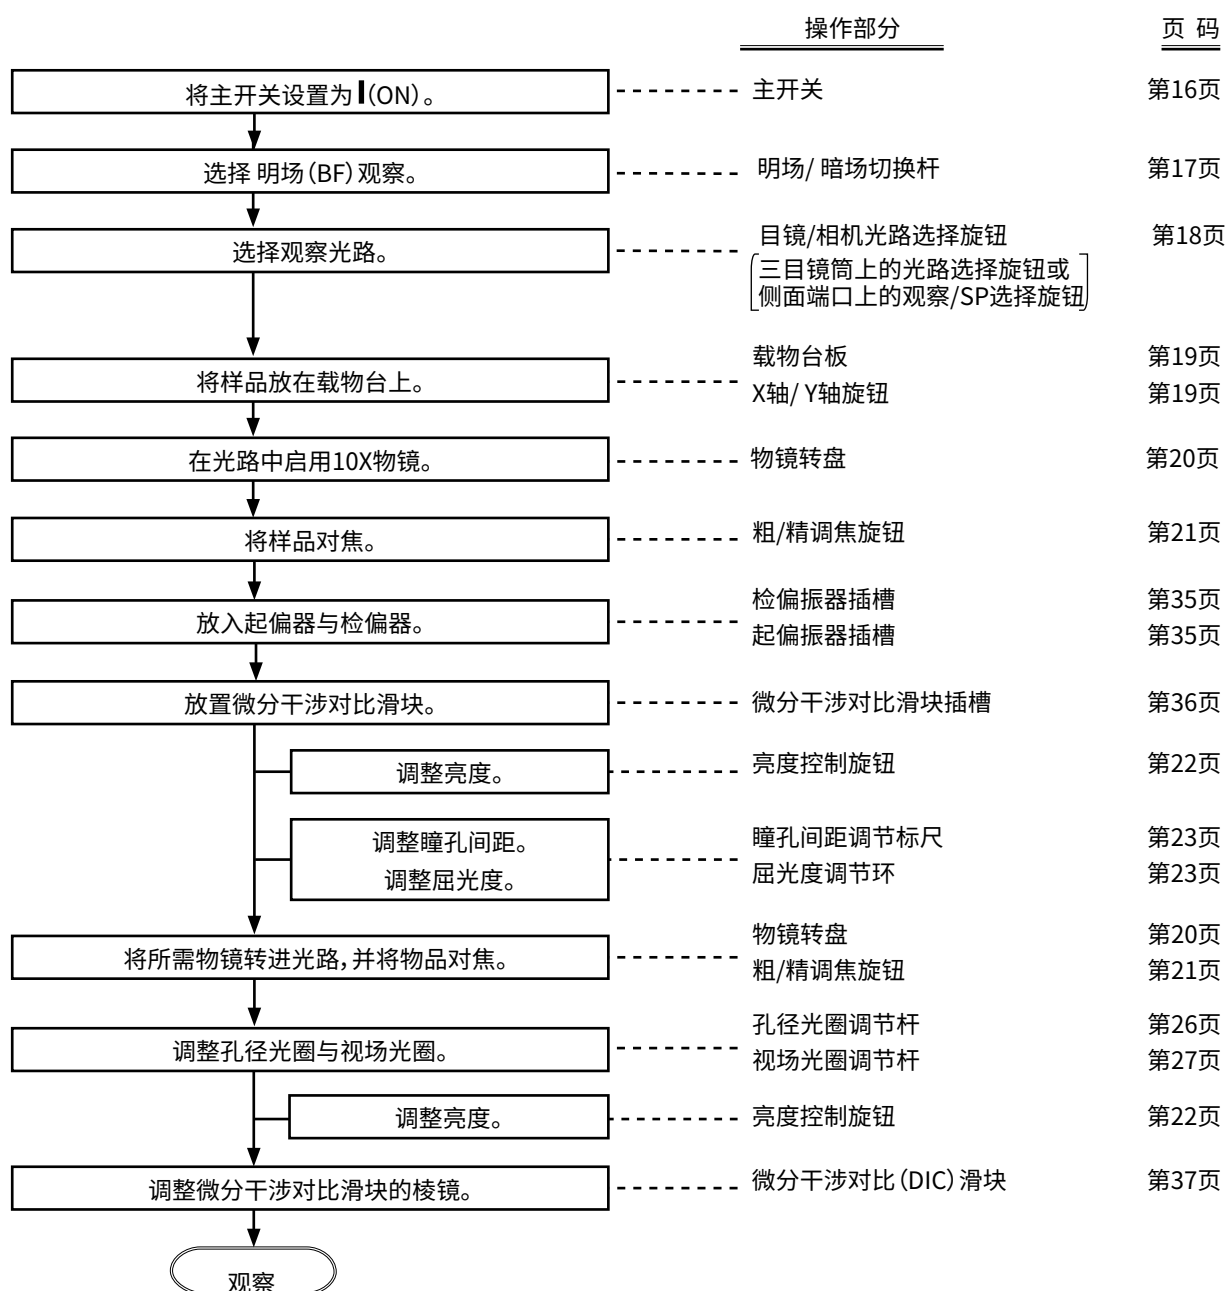 操作部分 页 码
将主开关设置为 I (ON)。 主开关 第16页
选择 明场 (BF) 观察。 明场/ 暗场切换杆 第17页
选择观察光路。 目镜/相机光路选择旋钮 第18页
三目镜筒上的光路选择旋钮或
侧面端口上的观察/SP选择旋钮
将样品放在载物台上。 载物台板 第19页
X轴/ Y轴旋钮 第19页
在光路中启用10X物镜。 物镜转盘 第20页
将样品对焦。 粗/精调焦旋钮 第21页
放入起偏器与检偏器。 检偏振器插槽 第35页
起偏振器插槽 第35页
放置微分干涉对比滑块。 微分干涉对比滑块插槽 第36页
调整亮度。 亮度控制旋钮 第22页
调整瞳孔间距。 瞳孔间距调节标尺 第23页
调整屈光度。 屈光度调节环 第23页
将所需物镜转进光路,并将物品对焦。 物镜转盘 第20页
粗/精调焦旋钮 第21页
调整孔径光圈与视场光圈。 孔径光圈调节杆 第26页
视场光圈调节杆 第27页
调整亮度。 亮度控制旋钮 第22页
调整微分干涉对比滑块的棱镜。 微分干涉对比 (DIC) 滑块 第37页
观察